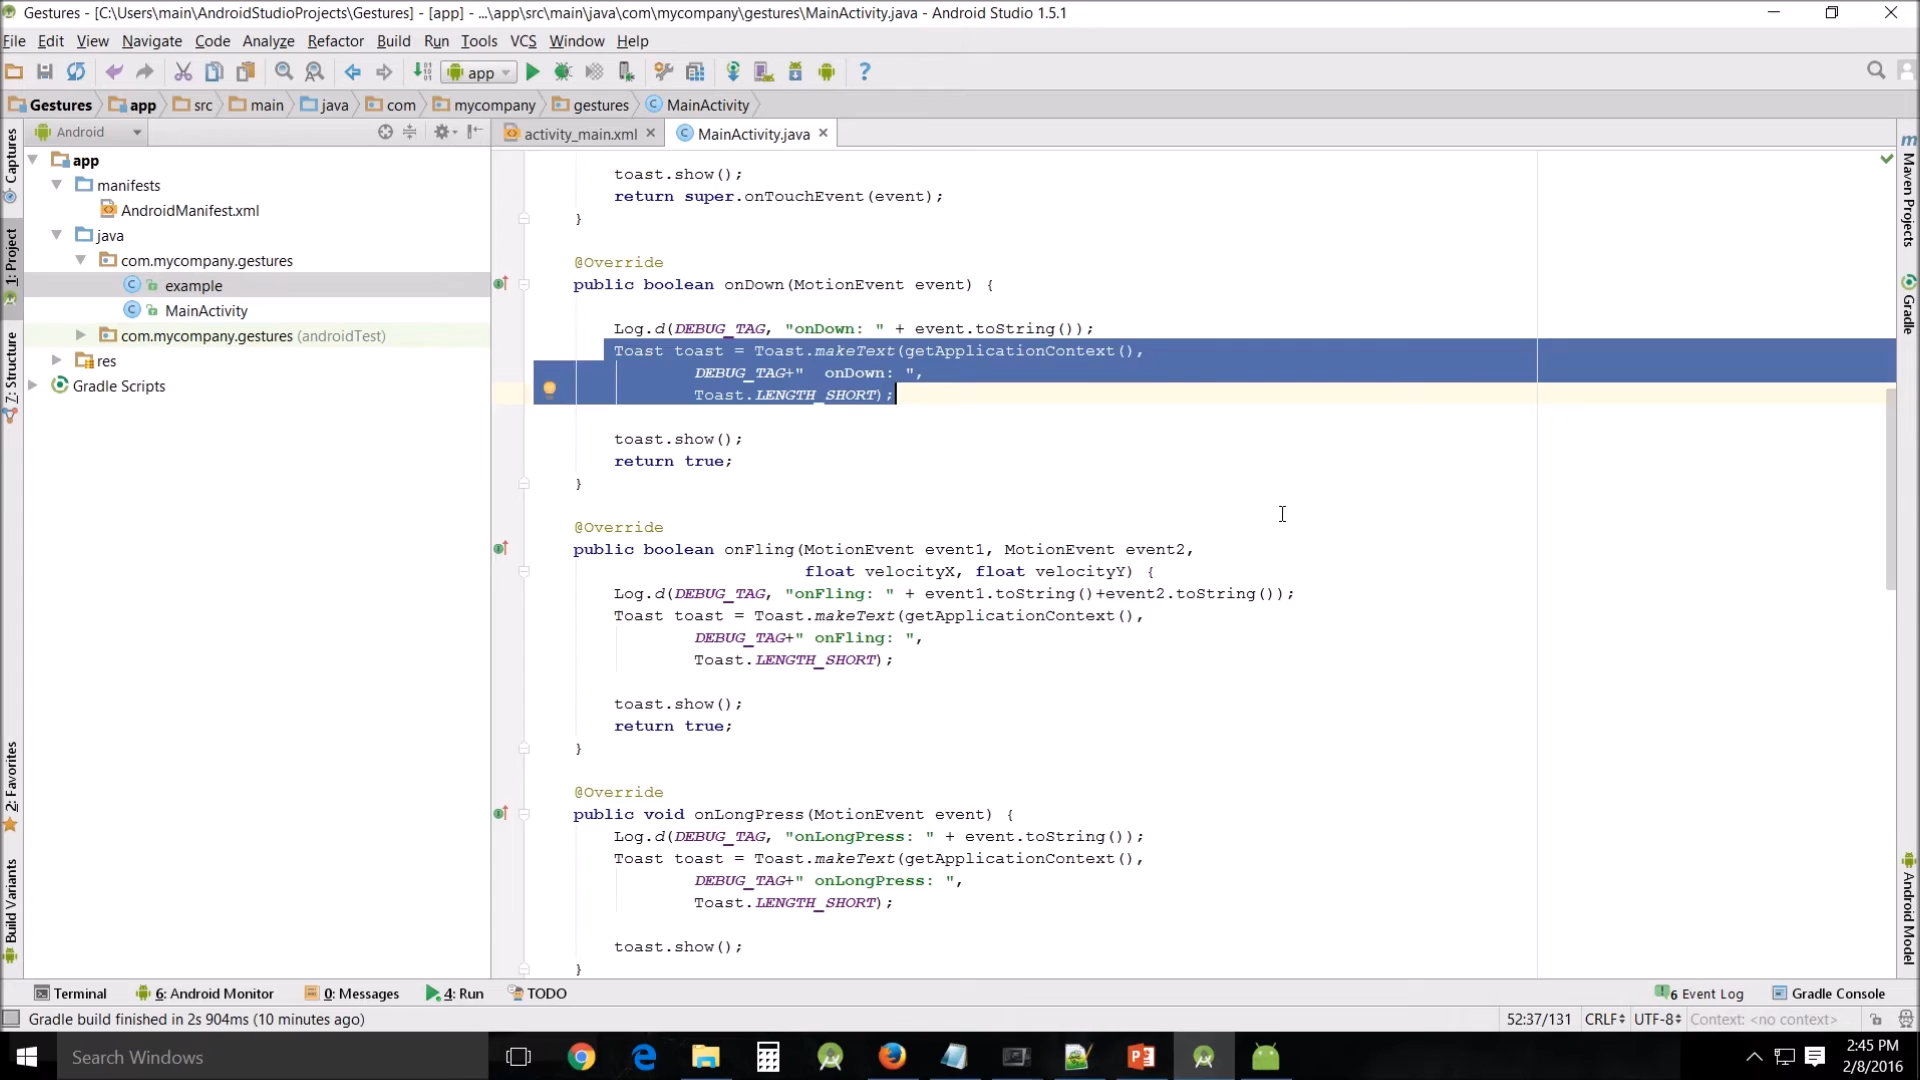 Gestures - [C:\Users\main\AndroidStudioProjects\Gestures] - [app] - ...\app\src\main\java\com\mycompany\gestures\MainActivity.java - Android Studio 1.5.1
File Edit View Navigate Code Analyze Refactor Build Run Tools VCS Window Help
app
Gestures app src main java com mycompany gestures MainActivity
Android
activity_main.xml MainActivity.java
Captures
1: Project
Z: Structure
2: Favorites
Build Variants
app
manifests
AndroidManifest.xml
java
com.mycompany.gestures
example
MainActivity
com.mycompany.gestures (androidTest)
res
Gradle Scripts
toast.show();
return super.onTouchEvent(event);
}
@Override
public boolean onDown(MotionEvent event) {
Log.d(DEBUG_TAG, "onDown: " + event.toString());
Toast toast = Toast.makeText(getApplicationContext(),
DEBUG_TAG+"  onDown: ",
Toast.LENGTH_SHORT);
toast.show();
return true;
}
@Override
public boolean onFling(MotionEvent event1, MotionEvent event2,
float velocityX, float velocityY) {
Log.d(DEBUG_TAG, "onFling: " + event1.toString()+event2.toString());
Toast toast = Toast.makeText(getApplicationContext(),
DEBUG_TAG+" onFling: ",
Toast.LENGTH_SHORT);
toast.show();
return true;
}
@Override
public void onLongPress(MotionEvent event) {
Log.d(DEBUG_TAG, "onLongPress: " + event.toString());
Toast toast = Toast.makeText(getApplicationContext(),
DEBUG_TAG+" onLongPress: ",
Toast.LENGTH_SHORT);
toast.show();
}
Maven Projects
Gradle
Android Model
Terminal 6: Android Monitor 0: Messages 4: Run TODO 6 Event Log Gradle Console
Gradle build finished in 2s 904ms (10 minutes ago) 52:37/131 CRLF UTF-8 Context: <no context>
Search Windows
2:45 PM
2/8/2016